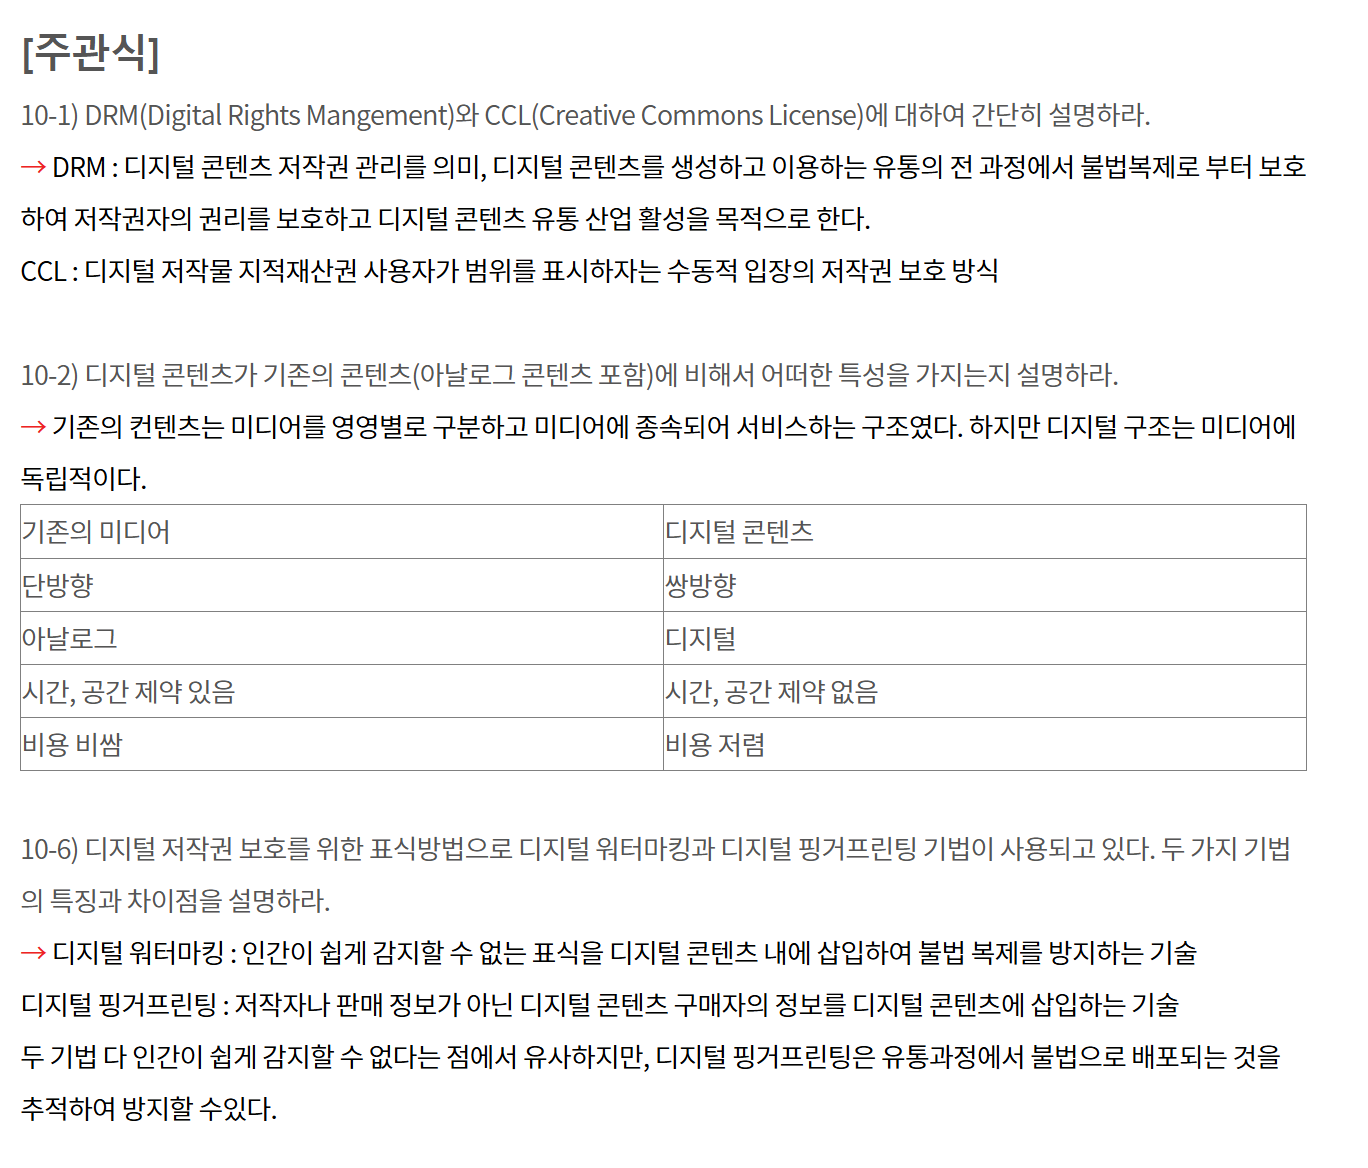 [주관식]
10-1) DRM(Digital Rights Mangement)와 CCL(Creative Commons License)에 대하여 간단히 설명하라.
→ DRM : 디지털 콘텐츠 저작권 관리를 의미, 디지털 콘텐츠를 생성하고 이용하는 유통의 전 과정에서 불법복제로 부터 보호
하여 저작권자의 권리를 보호하고 디지털 콘텐츠 유통 산업 활성을 목적으로 한다.
CCL : 디지털 저작물 지적재산권 사용자가 범위를 표시하자는 수동적 입장의 저작권 보호 방식
10-2) 디지털 콘텐츠가 기존의 콘텐츠(아날로그 콘텐츠 포함)에 비해서 어떠한 특성을 가지는지 설명하라.
→ 기존의 컨텐츠는 미디어를 영영별로 구분하고 미디어에 종속되어 서비스하는 구조였다. 하지만 디지털 구조는 미디어에
독립적이다.
기존의 미디어 디지털 콘텐츠
단방향 쌍방향
아날로그 디지털
시간, 공간 제약 있음 시간, 공간 제약 없음
비용 비쌈 비용 저렴
10-6) 디지털 저작권 보호를 위한 표식방법으로 디지털 워터마킹과 디지털 핑거프린팅 기법이 사용되고 있다. 두 가지 기법
의 특징과 차이점을 설명하라.
→ 디지털 워터마킹 : 인간이 쉽게 감지할 수 없는 표식을 디지털 콘텐츠 내에 삽입하여 불법 복제를 방지하는 기술
디지털 핑거프린팅 : 저작자나 판매 정보가 아닌 디지털 콘텐츠 구매자의 정보를 디지털 콘텐츠에 삽입하는 기술
두 기법 다 인간이 쉽게 감지할 수 없다는 점에서 유사하지만, 디지털 핑거프린팅은 유통과정에서 불법으로 배포되는 것을
추적하여 방지할 수있다.